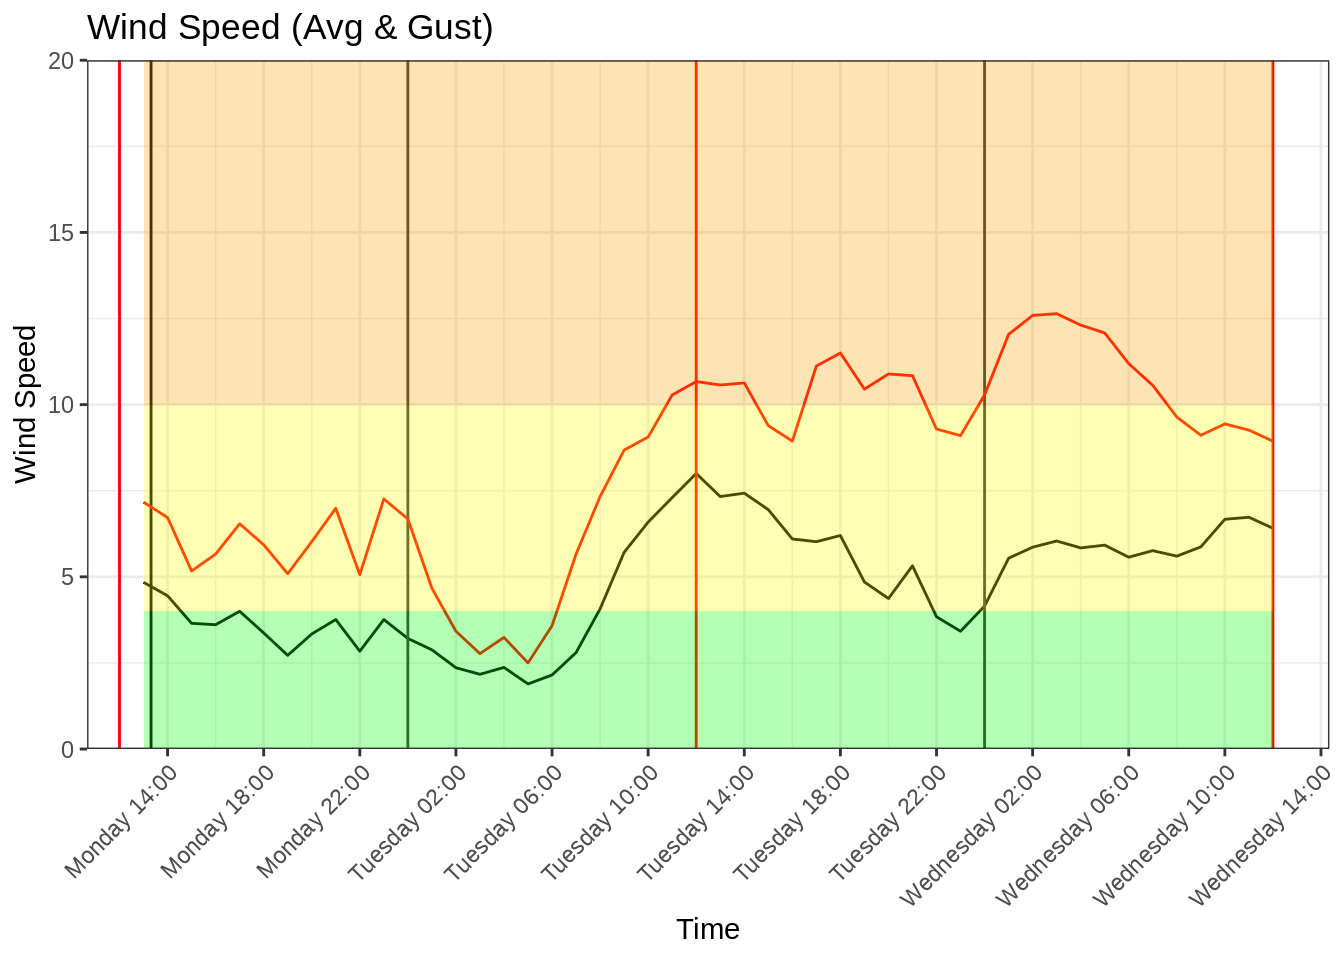 Wind Speed (Avg & Gust)
20
15
10
5
0
Wind Speed
Monday 14:00
Monday 18:00
Monday 22:00
Tuesday 02:00
Tuesday 06:00
Tuesday 10:00
Tuesday 14:00
Tuesday 18:00
Tuesday 22:00
Wednesday 02:00
Wednesday 06:00
Wednesday 10:00
Wednesday 14:00
Time